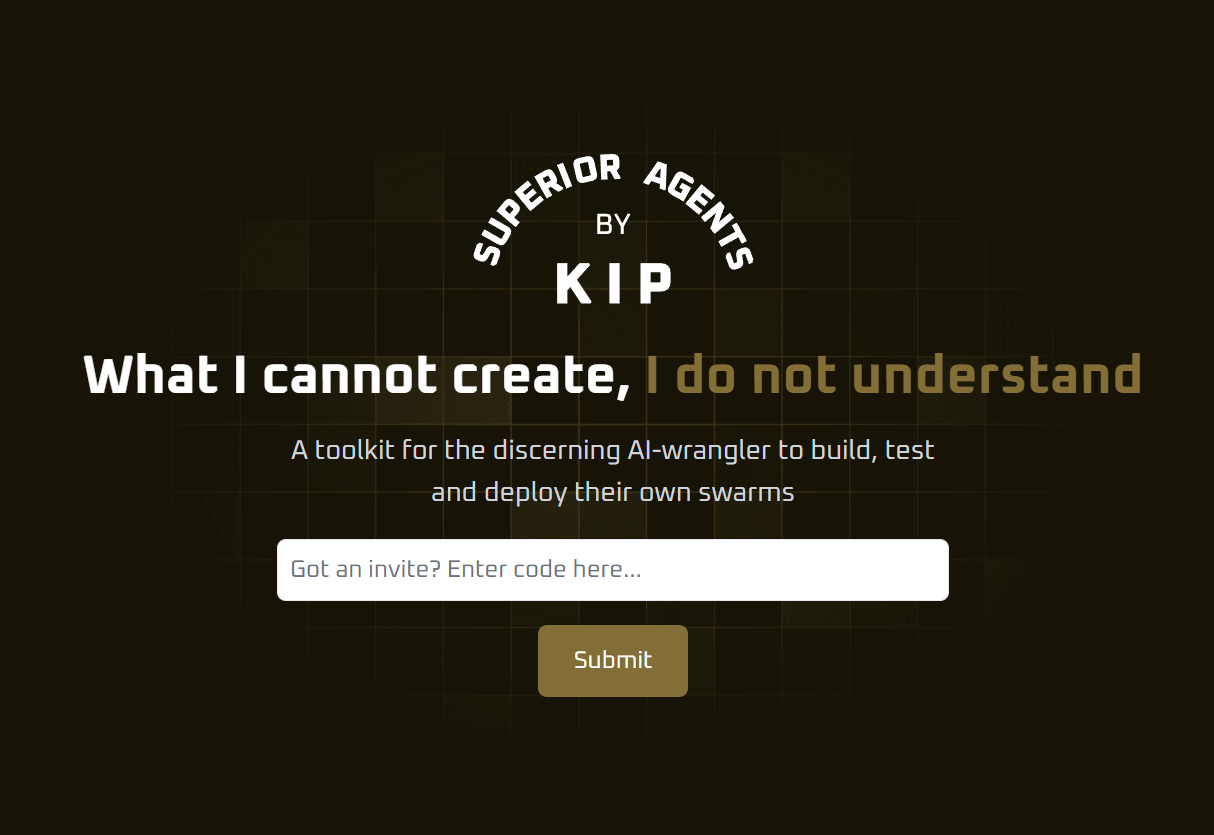 SUPERIOR AGENTS
BY
KIP
What I cannot create, I do not understand
A toolkit for the discerning AI-wrangler to build, test
and deploy their own swarms
Got an invite? Enter code here...
Submit